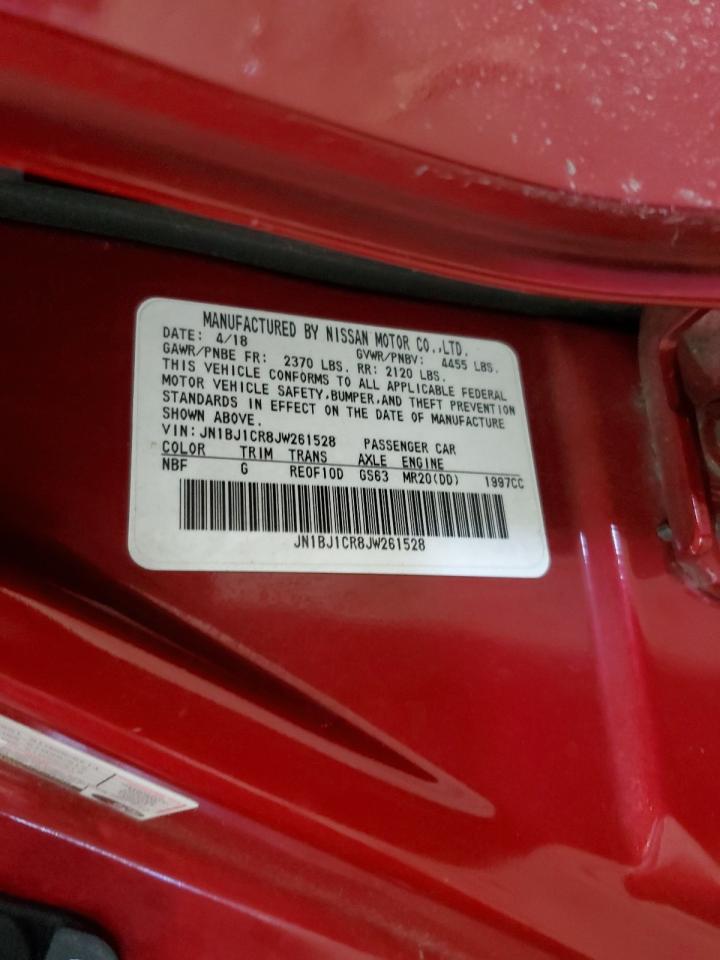 MANUFACTURED BY NISSAN MOTOR CO.,LTD.
DATE: 4/18 GVWR/PNBV: 4455 LBS.
GAWR/PNBE FR: 2370 LBS. RR: 2120 LBS.
THIS VEHICLE CONFORMS TO ALL APPLICABLE FEDERAL
MOTOR VEHICLE SAFETY,BUMPER,AND THEFT PREVENTION
STANDARDS IN EFFECT ON THE DATE OF MANUFACTURE
SHOWN ABOVE.
VIN: JN1BJ1CR8JW261528 PASSENGER CAR
COLOR TRIM TRANS AXLE ENGINE
NBF G RE0F10D GS63 MR20(DD) 1997CC
JN1BJ1CR8JW261528